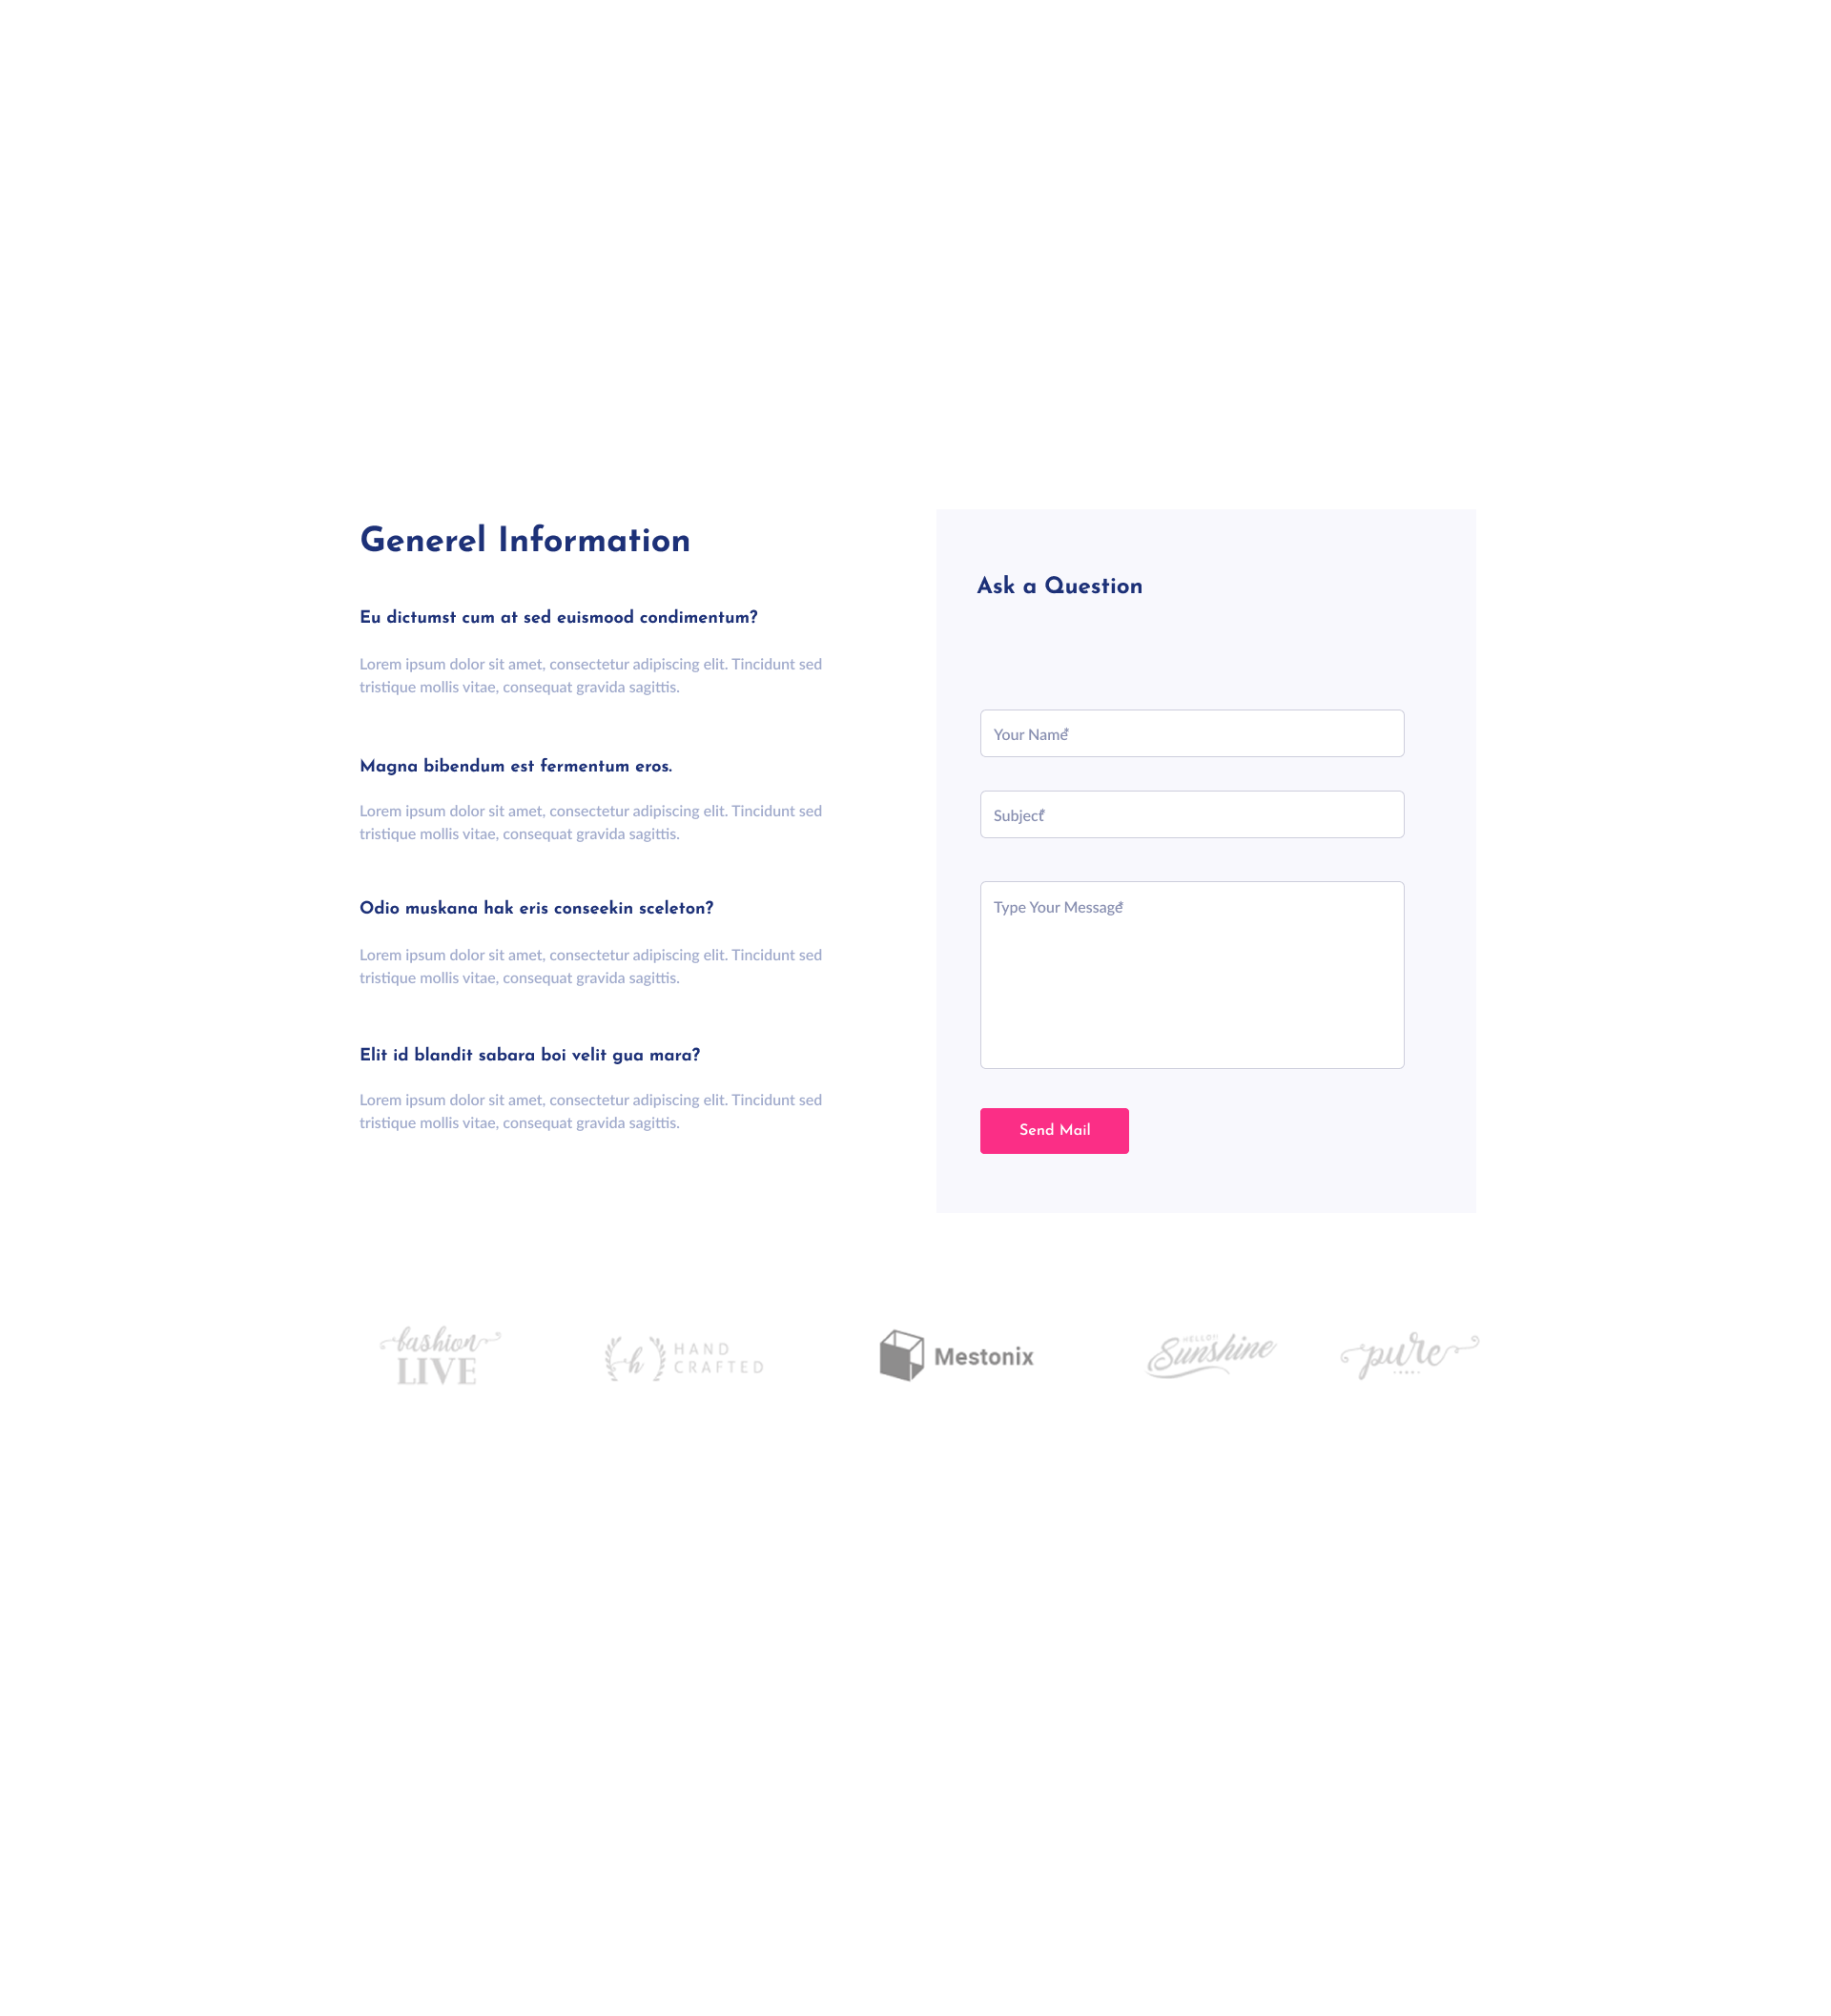 Generel Information
Eu dictumst cum at sed euismood condimentum?
Lorem ipsum dolor sit amet, consectetur adipiscing elit. Tincidunt sed
tristique mollis vitae, consequat gravida sagittis.
Magna bibendum est fermentum eros.
Lorem ipsum dolor sit amet, consectetur adipiscing elit. Tincidunt sed
tristique mollis vitae, consequat gravida sagittis.
Odio muskana hak eris conseekin sceleton?
Lorem ipsum dolor sit amet, consectetur adipiscing elit. Tincidunt sed
tristique mollis vitae, consequat gravida sagittis.
Elit id blandit sabara boi velit gua mara?
Lorem ipsum dolor sit amet, consectetur adipiscing elit. Tincidunt sed
tristique mollis vitae, consequat gravida sagittis.
Ask a Question
Your Name*
Subject*
Type Your Message*
Send Mail
fashion
LIVE
h
HAND
CRAFTED
Mestonix
HELLO!!
Sunshine
pure